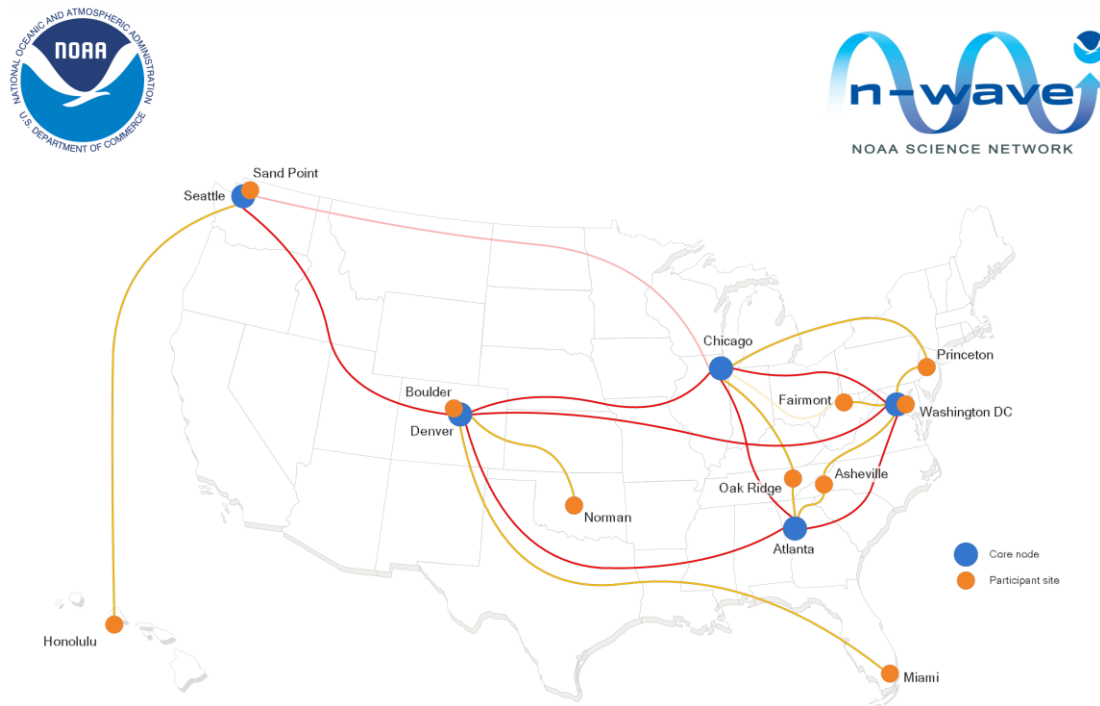 NATIONAL OCEANIC AND ATMOSPHERIC ADMINISTRATION
NOAA
U.S. DEPARTMENT OF COMMERCE
n-wave
NOAA SCIENCE NETWORK
Sand Point
Seattle
Chicago
Princeton
Boulder
Fairmont
Washington DC
Denver
Asheville
Oak Ridge
Norman
Atlanta
Core node
Participant site
Honolulu
Miami